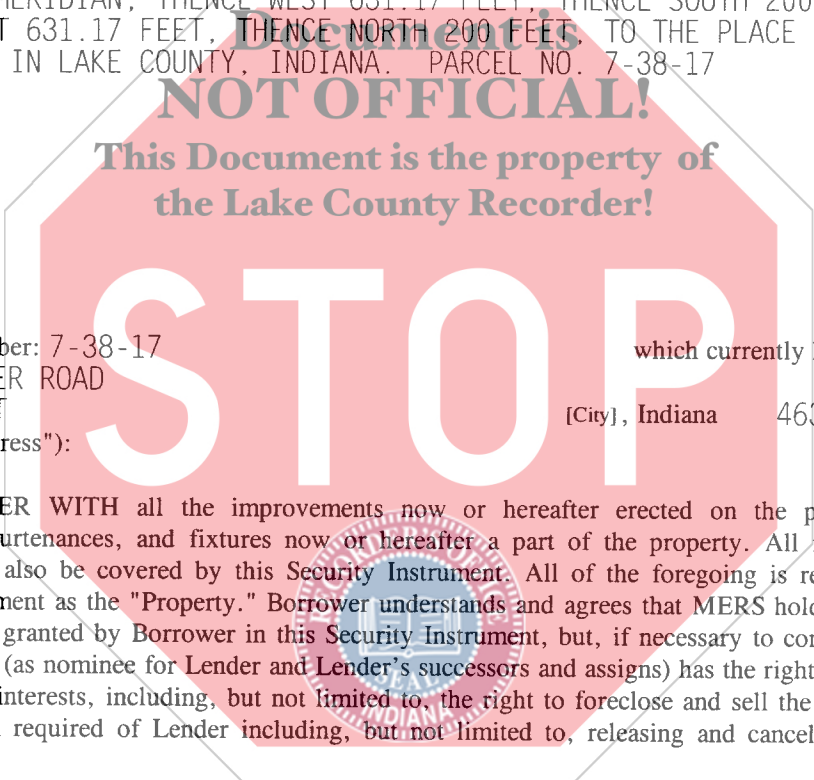 MERIDIAN, THENCE WEST 631.17 FEET, THENCE SOUTH 200
T 631.17 FEET, THENCE NORTH 200 FEET, TO THE PLACE
IN LAKE COUNTY, INDIANA. PARCEL NO. 7-38-17
Document is
NOT OFFICIAL!
This Document is the property of
the Lake County Recorder!
STOP
ber: 7-38-17 which currently
ER ROAD
[City], Indiana 463
ress"):
ER WITH all the improvements now or hereafter erected on the p
urtenances, and fixtures now or hereafter a part of the property. All
also be covered by this Security Instrument. All of the foregoing is re
ment as the "Property." Borrower understands and agrees that MERS hold
granted by Borrower in this Security Instrument, but, if necessary to com
(as nominee for Lender and Lender's successors and assigns) has the right
interests, including, but not limited to, the right to foreclose and sell the
required of Lender including, but not limited to, releasing and cancel
SEAL
INDIANA